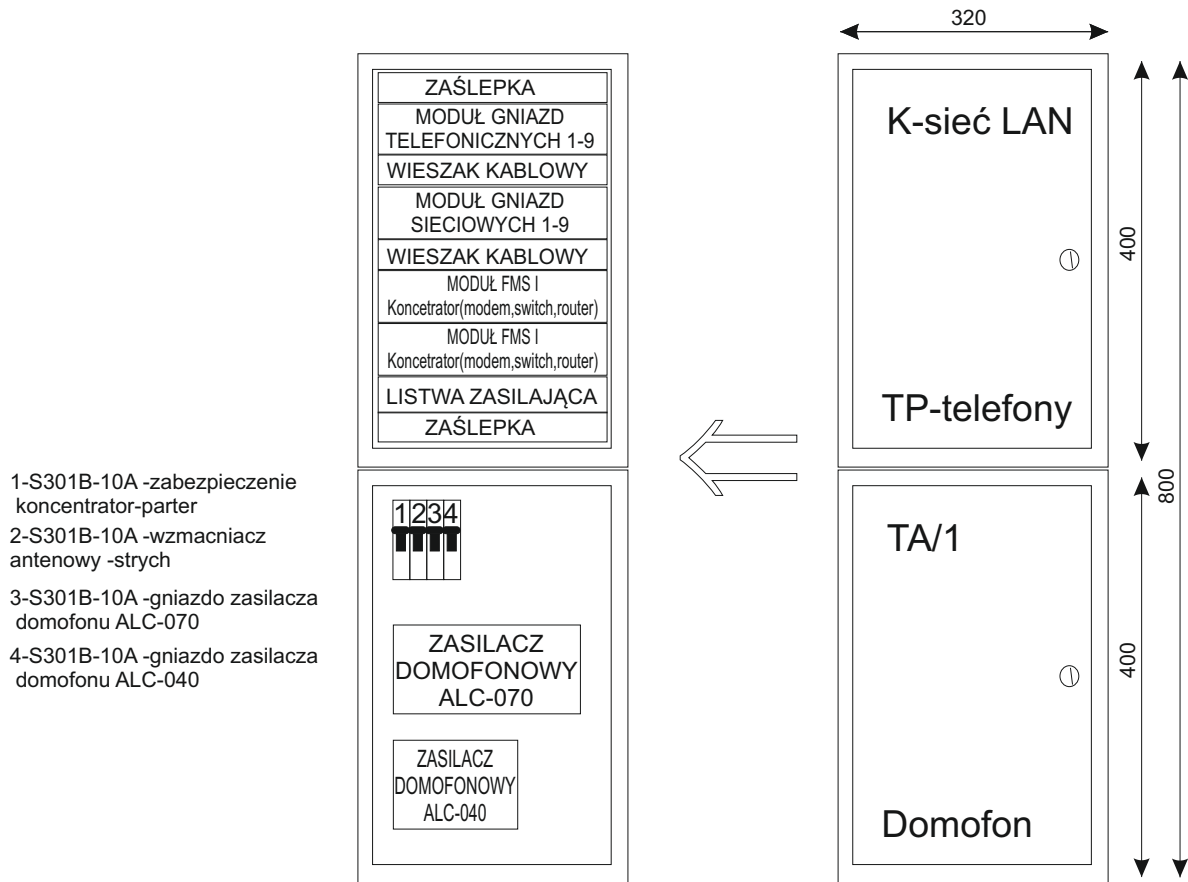 320
ZAŚLEPKA
MODUŁ GNIAZD
TELEFONICZNYCH 1-9
WIESZAK KABLOWY
MODUŁ GNIAZD
SIECIOWYCH 1-9
WIESZAK KABLOWY
MODUŁ FMS I
Koncetrator(modem,switch,router)
MODUŁ FMS I
Koncetrator(modem,switch,router)
LISTWA ZASILAJĄCA
ZAŚLEPKA
K-sieć LAN
TP-telefony
400
800
1-S301B-10A -zabezpieczenie
koncentrator-parter
2-S301B-10A -wzmacniacz
antenowy -strych
3-S301B-10A -gniazdo zasilacza
domofonu ALC-070
4-S301B-10A -gniazdo zasilacza
domofonu ALC-040
1234
ZASILACZ
DOMOFONOWY
ALC-070
ZASILACZ
DOMOFONOWY
ALC-040
TA/1
Domofon
400